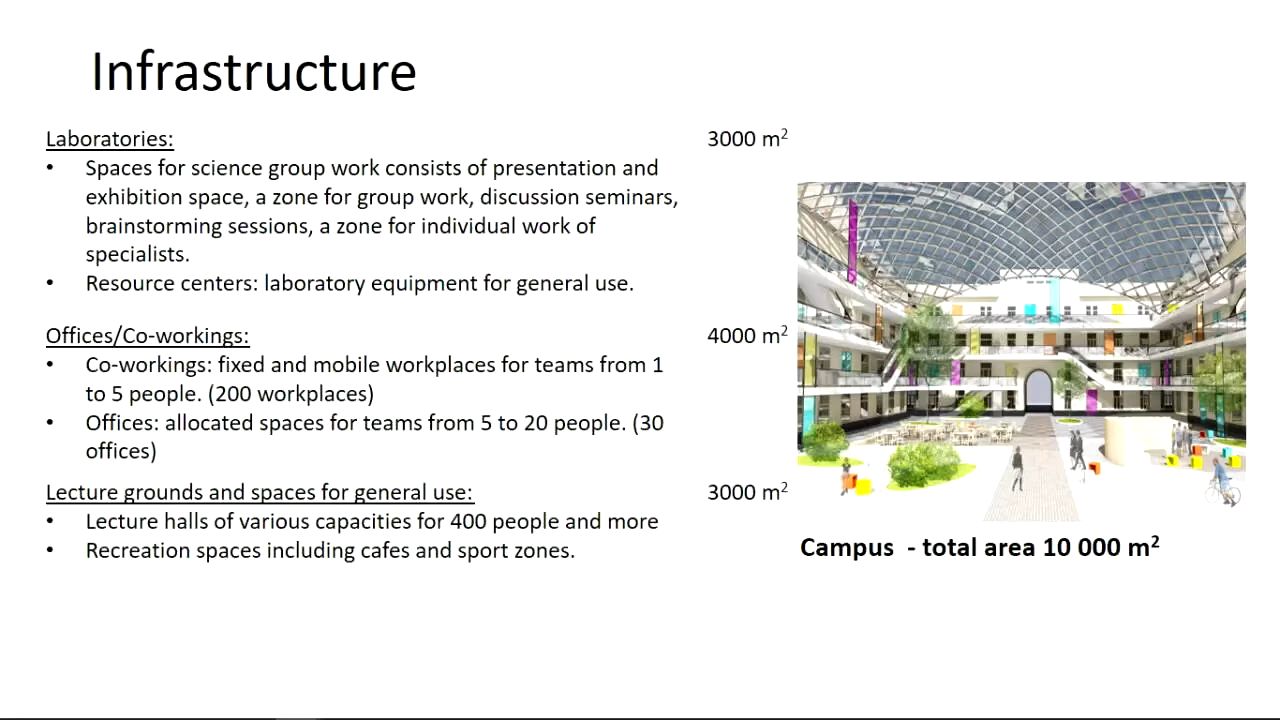 Infrastructure
Laboratories:
3000 m²
• Spaces for science group work consists of presentation and
exhibition space, a zone for group work, discussion seminars,
brainstorming sessions, a zone for individual work of
specialists.
• Resource centers: laboratory equipment for general use.
Offices/Co-workings:
4000 m²
• Co-workings: fixed and mobile workplaces for teams from 1
to 5 people. (200 workplaces)
• Offices: allocated spaces for teams from 5 to 20 people. (30
offices)
Lecture grounds and spaces for general use:
3000 m²
• Lecture halls of various capacities for 400 people and more
• Recreation spaces including cafes and sport zones.
Campus - total area 10 000 m²